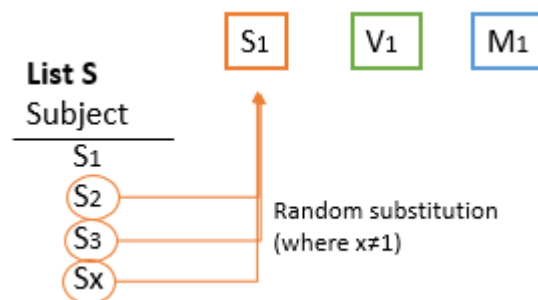 S1 V1 M1
List S
Subject
S1
S2
S3
Sx
Random substitution
(where x≠1)